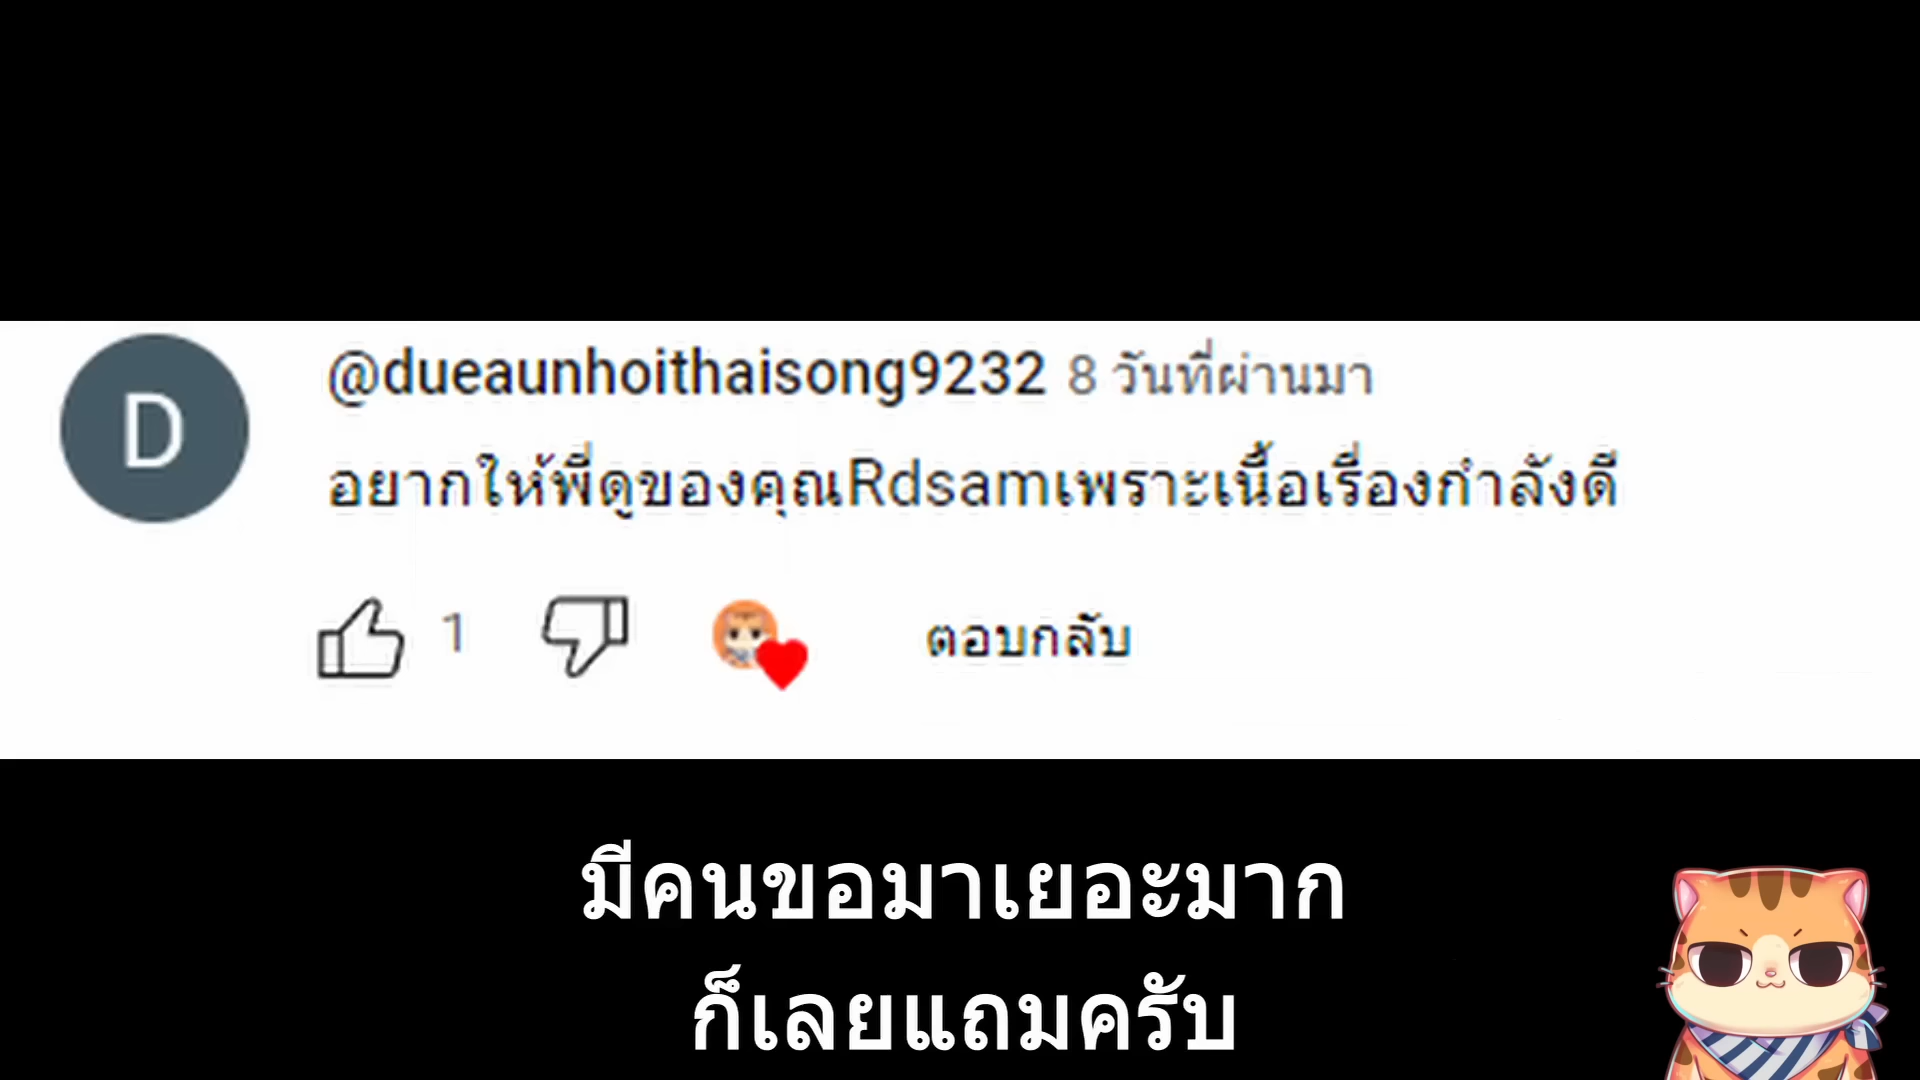 D
@dueaunhoithaisong9232 8 วันที่ผ่านมา
อยากให้พี่ดูของคุณRdsamเพราะเนื้อเรื่องกำลังดี
1 ตอบกลับ
มีคนขอมาเยอะมาก
ก็เลยแถมครับ